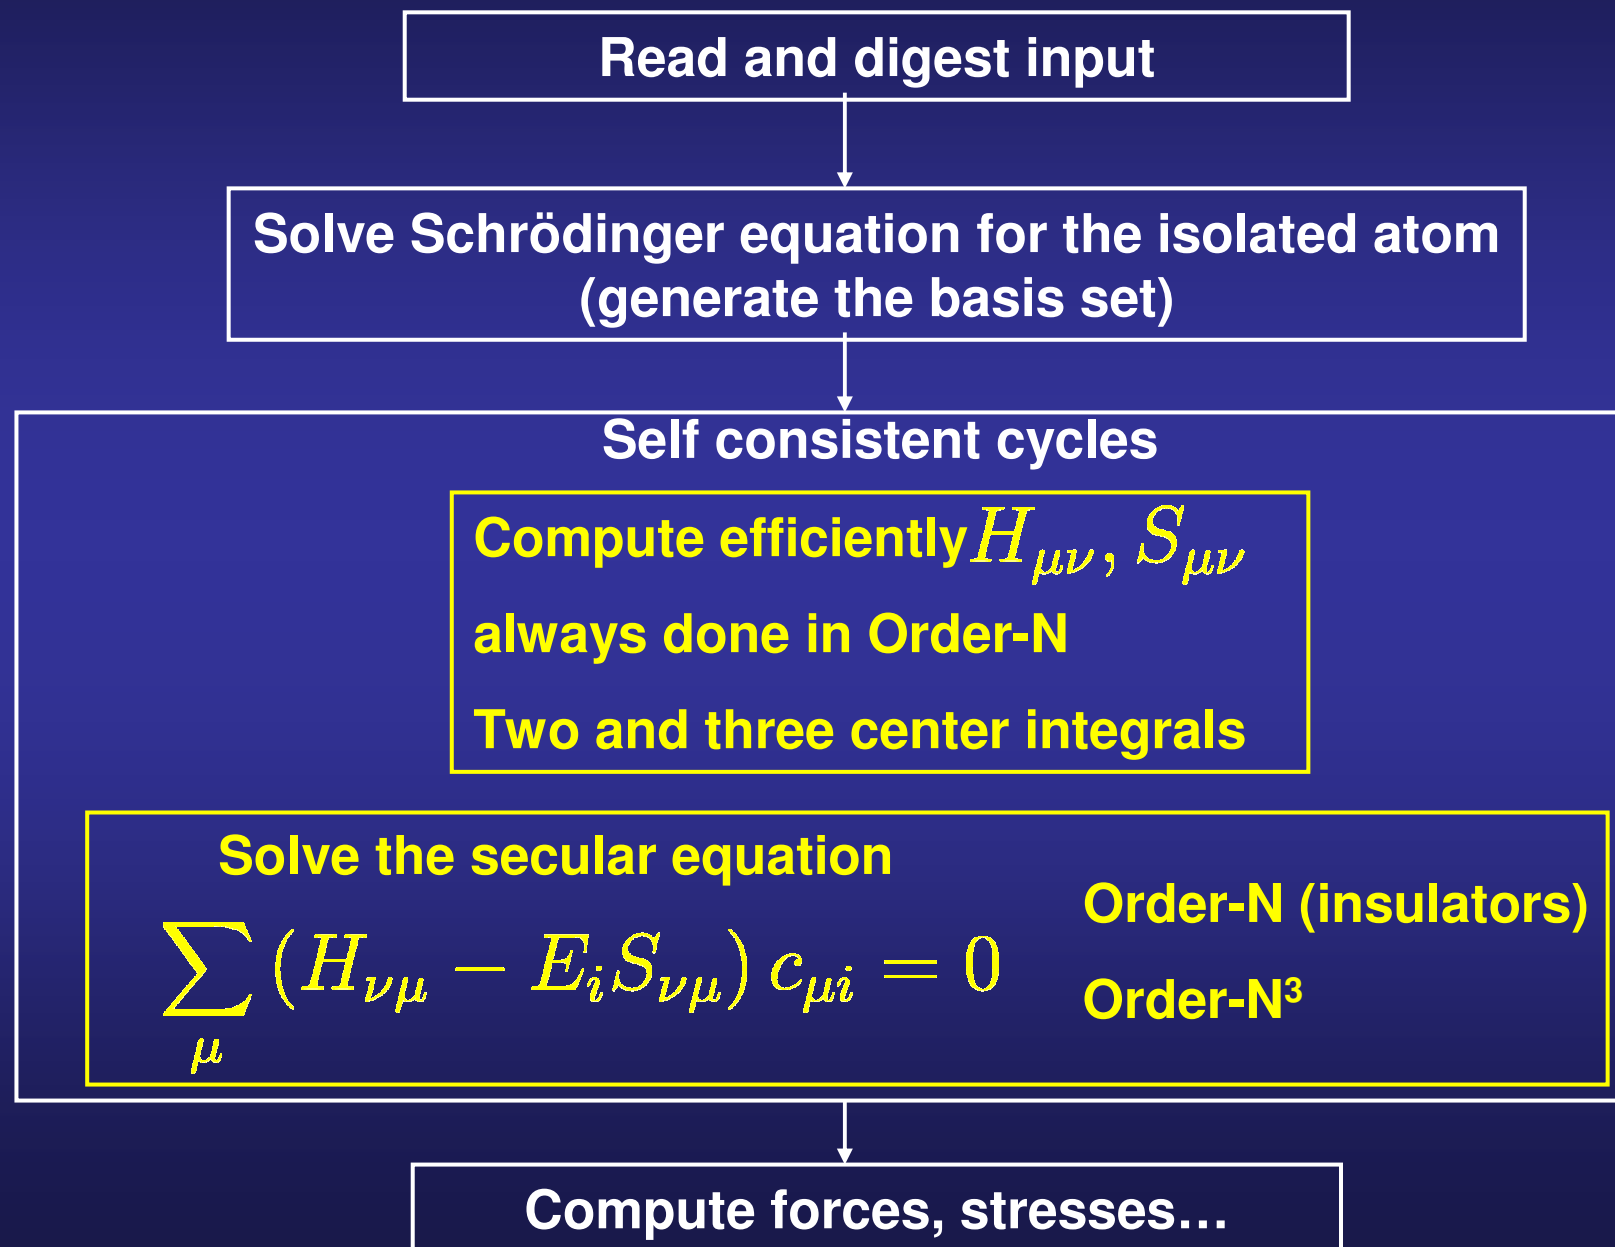 Read and digest input
Solve Schrödinger equation for the isolated atom
(generate the basis set)
Self consistent cycles
Compute efficiently H_{μν}, S_{μν}
always done in Order-N
Two and three center integrals
Solve the secular equation
∑_μ (H_{νμ} − E_i S_{νμ}) c_{μi} = 0
Order-N (insulators)
Order-N³
Compute forces, stresses…